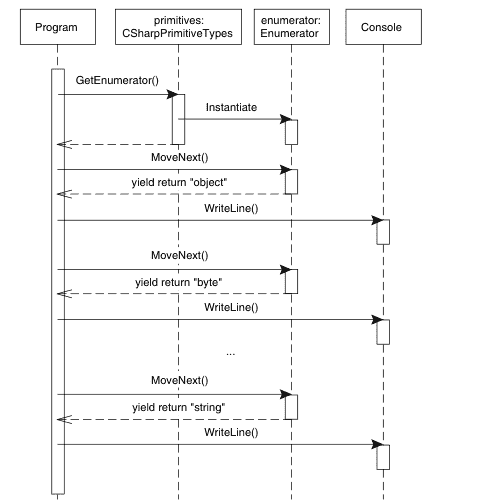 Program
primitives:
CSharpPrimitiveTypes
enumerator:
Enumerator
Console
GetEnumerator()
Instantiate
MoveNext()
yield return "object"
WriteLine()
MoveNext()
yield return "byte"
WriteLine()
...
MoveNext()
yield return "string"
WriteLine()